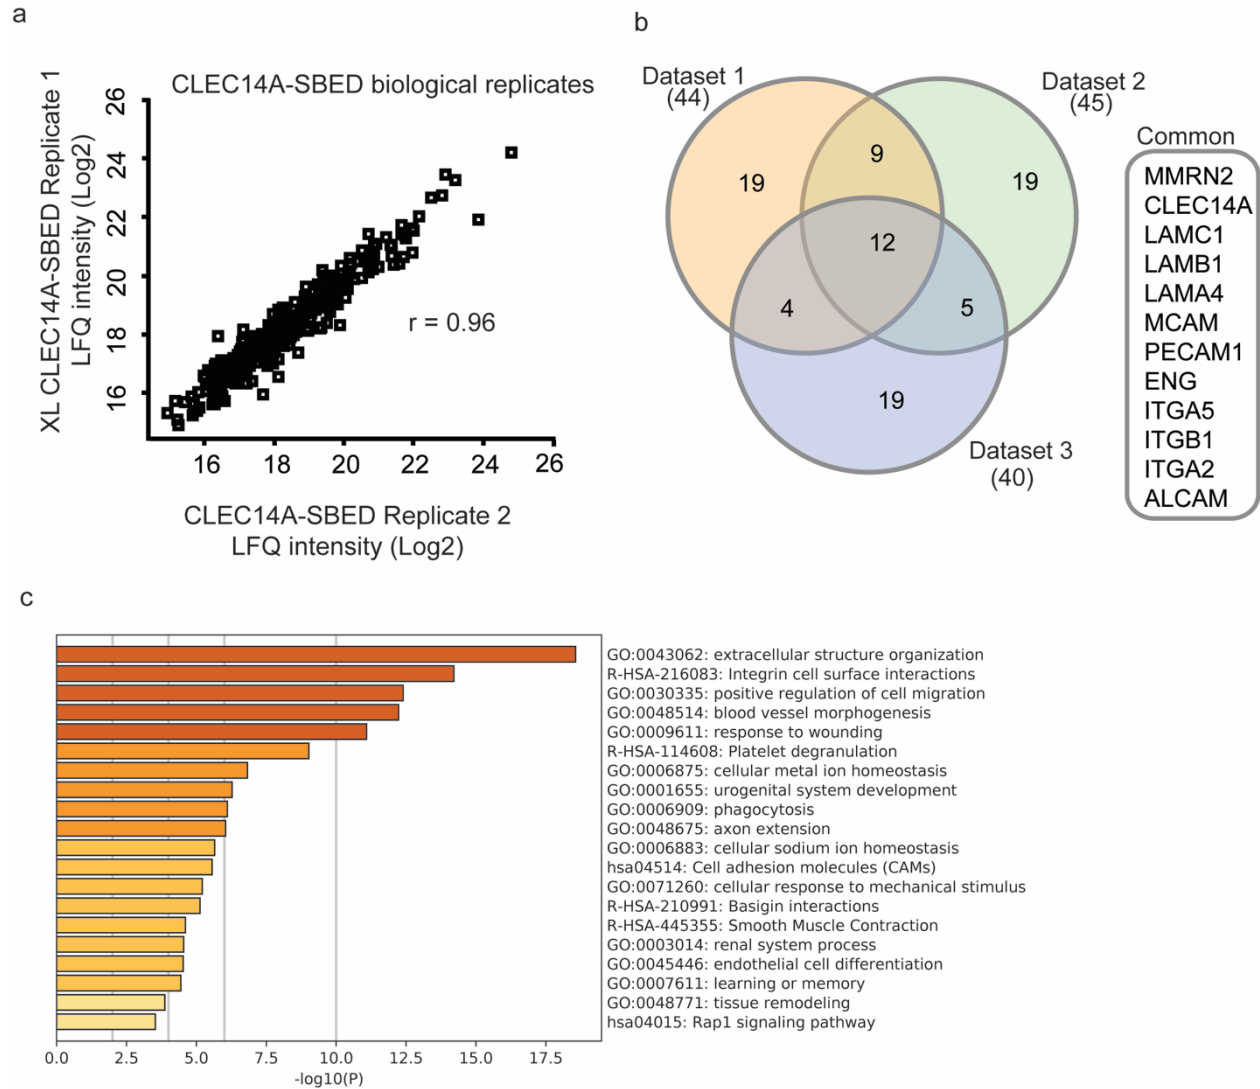 a
CLEC14A-SBED biological replicates
XL CLEC14A-SBED Replicate 1
LFQ intensity (Log2)
26
24
22
20
18
16
r = 0.96
16 18 20 22 24 26
CLEC14A-SBED Replicate 2
LFQ intensity (Log2)
b
Dataset 1
(44)
Dataset 2
(45)
9
19
19
12
4
5
19
Dataset 3
(40)
Common
MMRN2
CLEC14A
LAMC1
LAMB1
LAMA4
MCAM
PECAM1
ENG
ITGA5
ITGB1
ITGA2
ALCAM
c
GO:0043062: extracellular structure organization
R-HSA-216083: Integrin cell surface interactions
GO:0030335: positive regulation of cell migration
GO:0048514: blood vessel morphogenesis
GO:0009611: response to wounding
R-HSA-114608: Platelet degranulation
GO:0006875: cellular metal ion homeostasis
GO:0001655: urogenital system development
GO:0006909: phagocytosis
GO:0048675: axon extension
GO:0006883: cellular sodium ion homeostasis
hsa04514: Cell adhesion molecules (CAMs)
GO:0071260: cellular response to mechanical stimulus
R-HSA-210991: Basigin interactions
R-HSA-445355: Smooth Muscle Contraction
GO:0003014: renal system process
GO:0045446: endothelial cell differentiation
GO:0007611: learning or memory
GO:0048771: tissue remodeling
hsa04015: Rap1 signaling pathway
0.0 2.5 5.0 7.5 10.0 12.5 15.0 17.5
-log10(P)